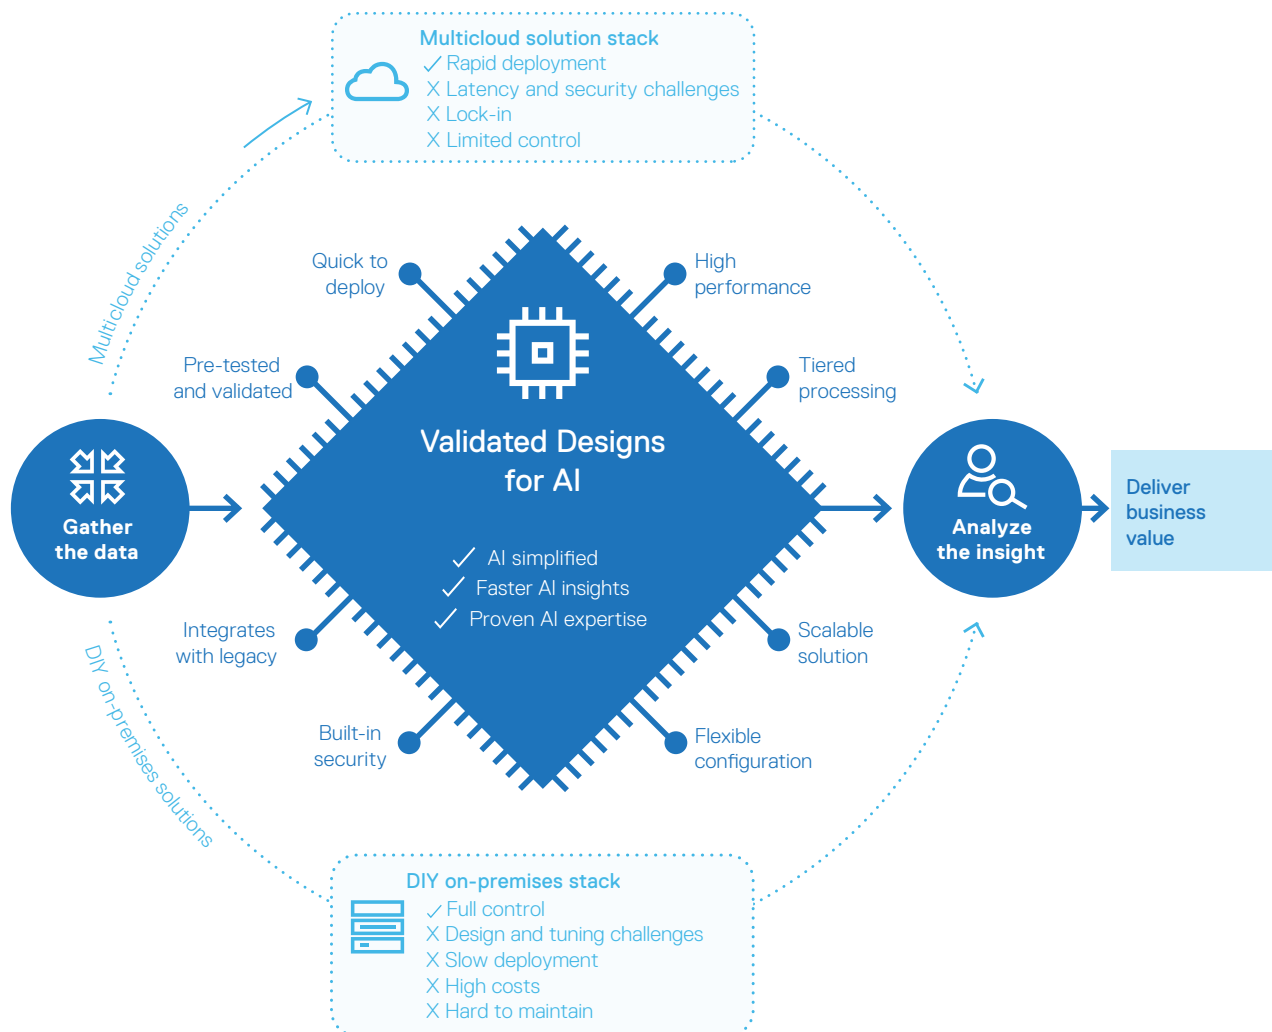 Multicloud solution stack
✓ Rapid deployment
X Latency and security challenges
X Lock-in
X Limited control
Multicloud solutions
Quick to
deploy
High
performance
Pre-tested
and validated
Tiered
processing
Validated Designs
for AI
Gather
the data
Analyze
the insight
Deliver
business
value
✓ AI simplified
✓ Faster AI insights
✓ Proven AI expertise
Integrates
with legacy
Scalable
solution
Built-in
security
Flexible
configuration
DIY on-premises solutions
DIY on-premises stack
✓ Full control
X Design and tuning challenges
X Slow deployment
X High costs
X Hard to maintain